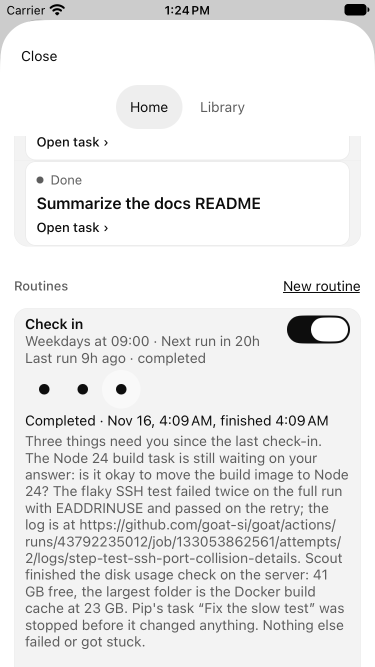 Carrier
1:24 PM
Close
Home
Library
Open task ›
Done
Summarize the docs README
Open task ›
Routines
New routine
Check in
Weekdays at 09:00 · Next run in 20h
Last run 9h ago · completed
Completed · Nov 16, 4:09 AM, finished 4:09 AM
Three things need you since the last check-in.
The Node 24 build task is still waiting on your
answer: is it okay to move the build image to Node
24? The flaky SSH test failed twice on the full run
with EADDRINUSE and passed on the retry; the
log is at https://github.com/goat-si/goat/actions/
runs/43792235012/job/133053862561/attempts/
2/logs/step-test-ssh-port-collision-details. Scout
finished the disk usage check on the server: 41
GB free, the largest folder is the Docker build
cache at 23 GB. Pip's task “Fix the slow test” was
stopped before it changed anything. Nothing else
failed or got stuck.